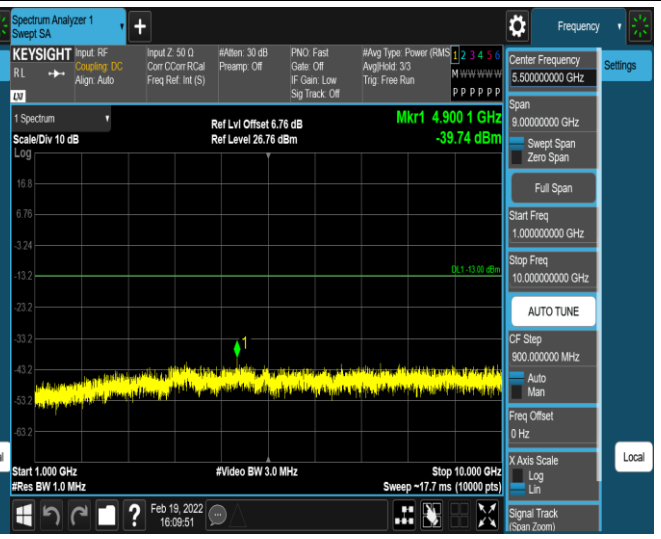 Spectrum Analyzer 1
Swept SA
Frequency
KEYSIGHT
RL
Input: RF
Coupling: DC
Align: Auto
Input Z: 50 Ω
Corr CCorr RCal
Freq Ref: Int (S)
#Atten: 30 dB
Preamp: Off
PNO: Fast
Gate: Off
IF Gain: Low
Sig Track: Off
#Avg Type: Power (RMS
Avg|Hold: 3/3
Trig: Free Run
1 2 3 4 5 6
M W W W W W
P P P P P P
LXI
1 Spectrum
Scale/Div 10 dB
Log
Ref Lvl Offset 6.76 dB
Ref Level 26.76 dBm
Mkr1 4.900 1 GHz
-39.74 dBm
16.8
6.76
-3.24
-13.2
-23.2
-33.2
-43.2
-53.2
-63.2
DL1 -13.00 dBm
1
Start 1.000 GHz
#Res BW 1.0 MHz
#Video BW 3.0 MHz
Stop 10.000 GHz
Sweep ~17.7 ms (10000 pts)
Feb 19, 2022
16:09:51
?
Center Frequency
5.500000000 GHz
Span
9.00000000 GHz
Swept Span
Zero Span
Full Span
Start Freq
1.000000000 GHz
Stop Freq
10.000000000 GHz
AUTO TUNE
CF Step
900.000000 MHz
Auto
Man
Freq Offset
0 Hz
X Axis Scale
Log
Lin
Signal Track
(Span Zoom)
Settings
Local